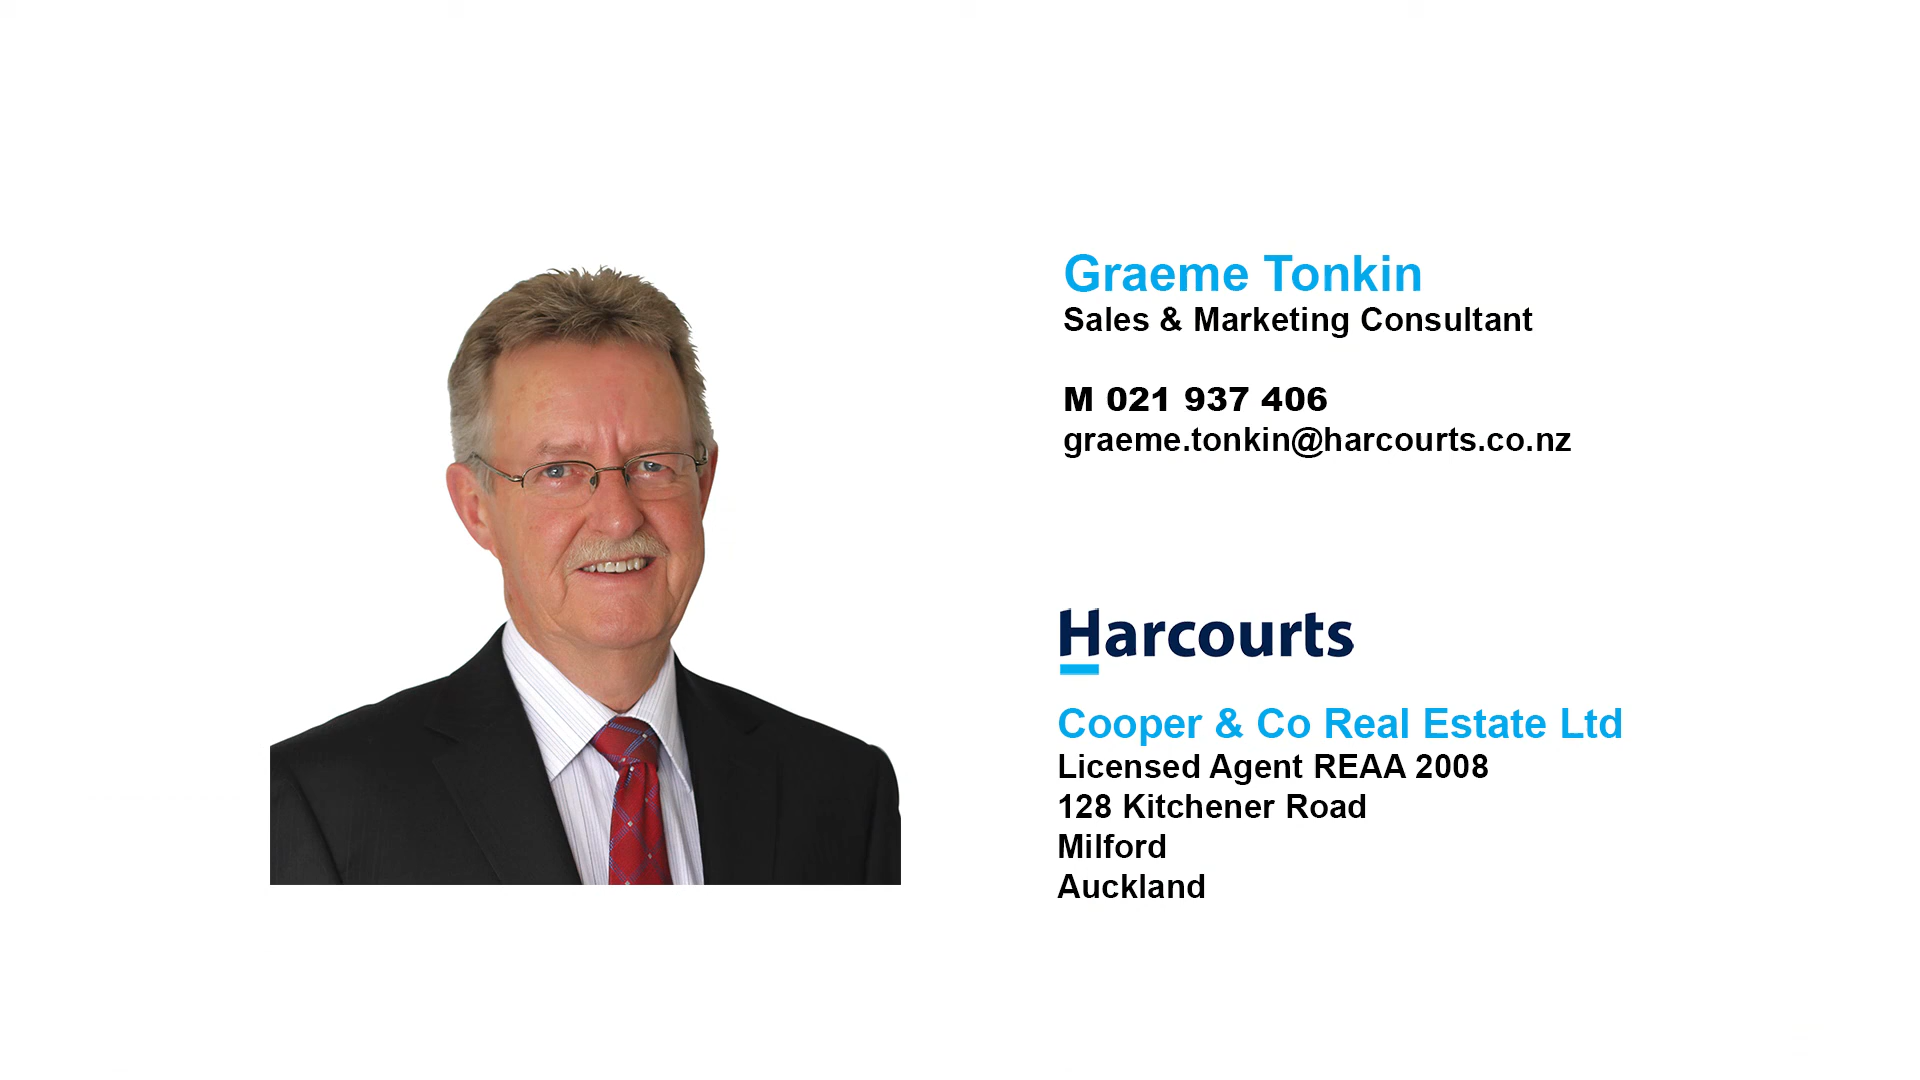 Graeme Tonkin
Sales & Marketing Consultant
M 021 937 406
graeme.tonkin@harcourts.co.nz
Harcourts
Cooper & Co Real Estate Ltd
Licensed Agent REAA 2008
128 Kitchener Road
Milford
Auckland